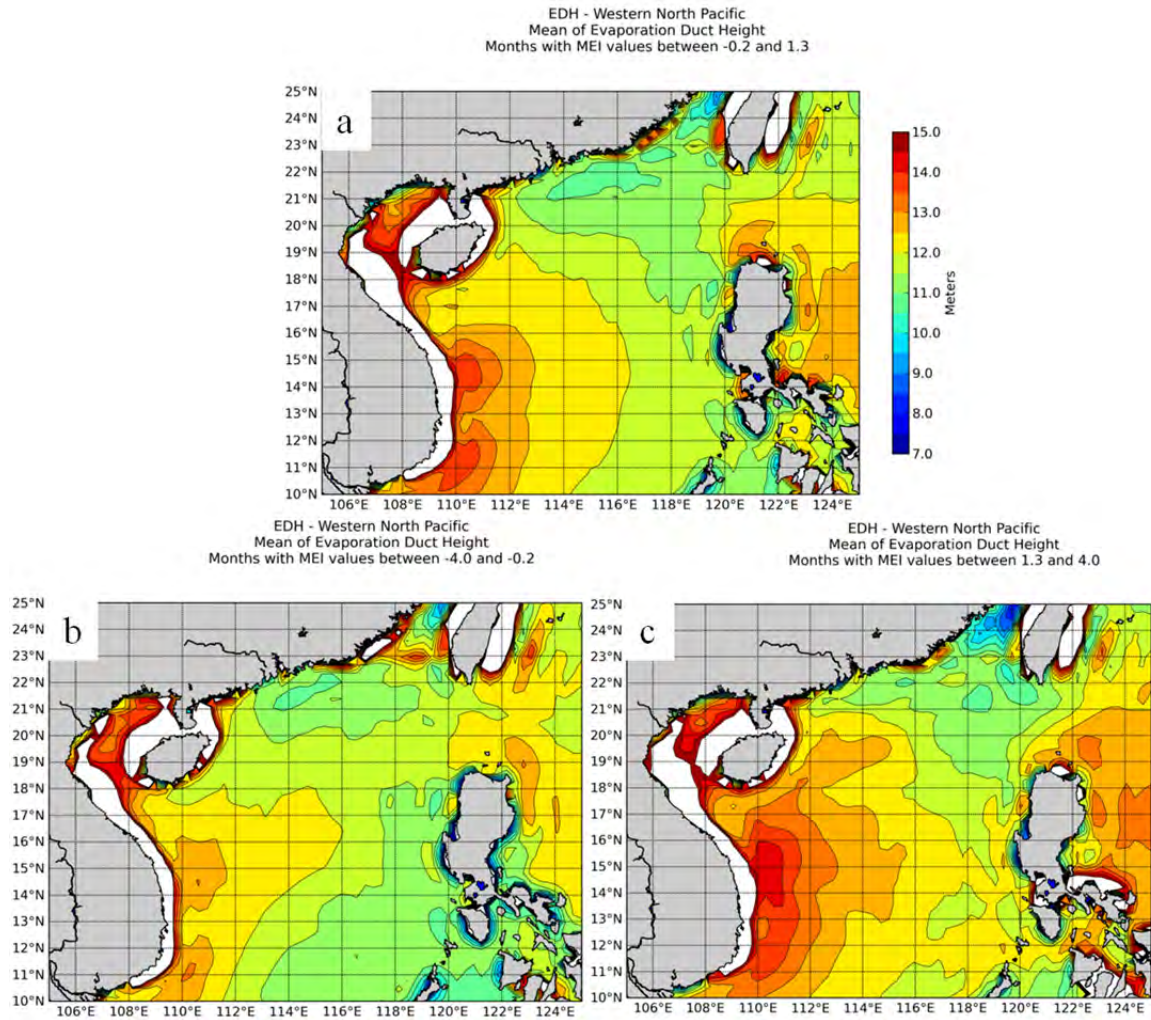 EDH - Western North Pacific
Mean of Evaporation Duct Height
Months with MEI values between -0.2 and 1.3
a
25°N
24°N
23°N
22°N
21°N
20°N
19°N
18°N
17°N
16°N
15°N
14°N
13°N
12°N
11°N
10°N
106°E 108°E 110°E 112°E 114°E 116°E 118°E 120°E 122°E 124°E
15.0
14.0
13.0
12.0
11.0
10.0
9.0
8.0
7.0
Meters
EDH - Western North Pacific
Mean of Evaporation Duct Height
Months with MEI values between -4.0 and -0.2
b
25°N
24°N
23°N
22°N
21°N
20°N
19°N
18°N
17°N
16°N
15°N
14°N
13°N
12°N
11°N
10°N
106°E 108°E 110°E 112°E 114°E 116°E 118°E 120°E 122°E 124°E
EDH - Western North Pacific
Mean of Evaporation Duct Height
Months with MEI values between 1.3 and 4.0
c
25°N
24°N
23°N
22°N
21°N
20°N
19°N
18°N
17°N
16°N
15°N
14°N
13°N
12°N
11°N
10°N
106°E 108°E 110°E 112°E 114°E 116°E 118°E 120°E 122°E 124°E